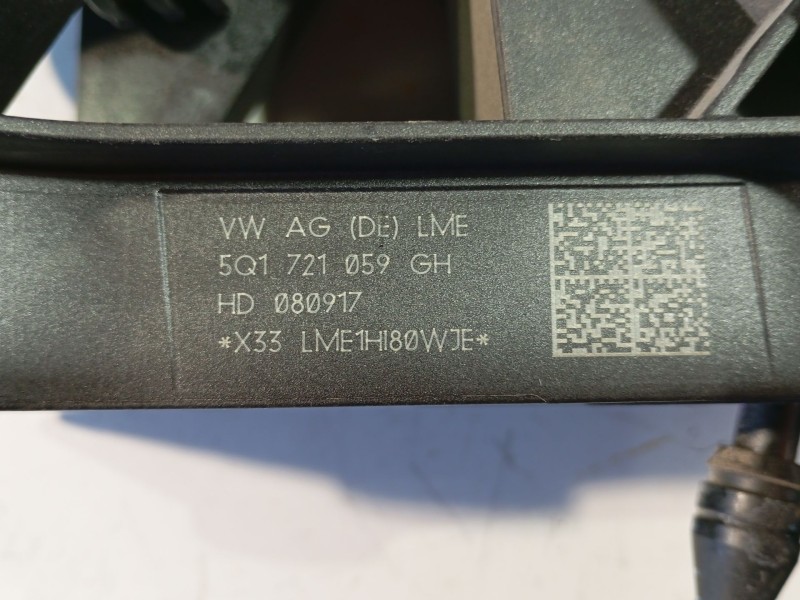 VW AG (DE) LME
5Q1 721 059 GH
HD 080917
*X33 LME1HI80WJE*